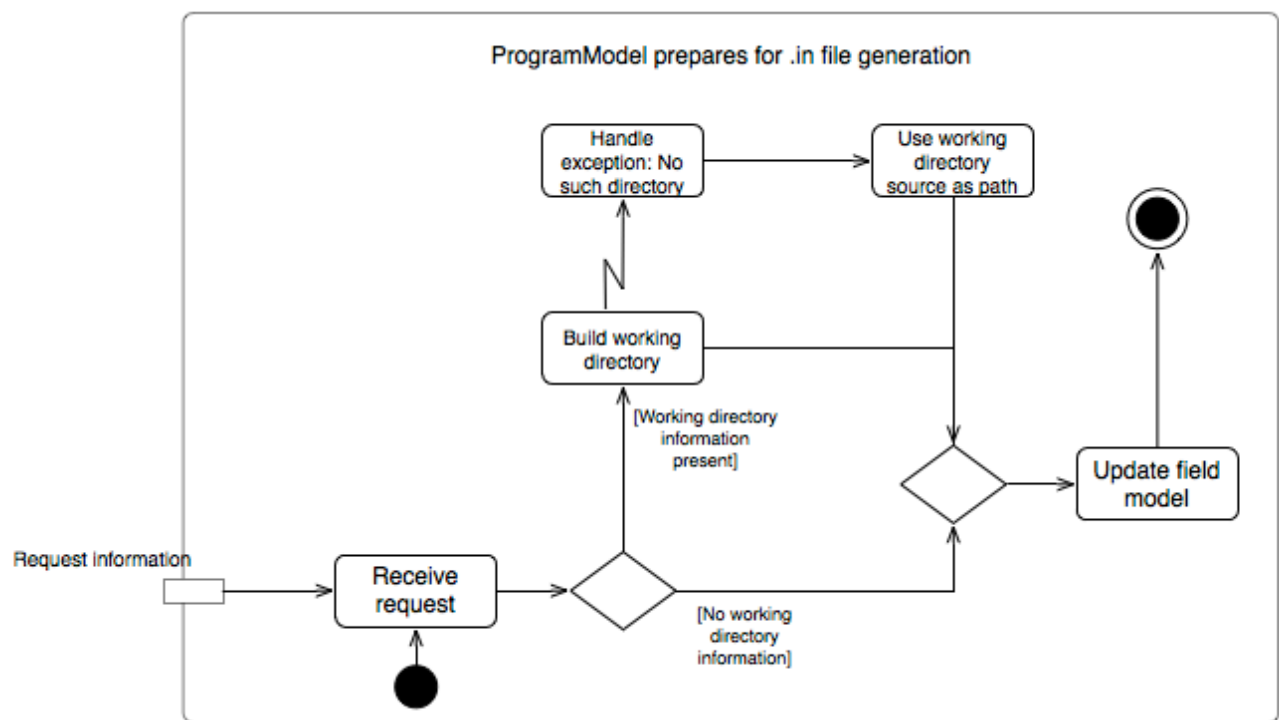 ProgramModel prepares for .in file generation
Handle
exception: No
such directory
Use working
directory
source as path
Build working
directory
[Working directory
information
present]
Update field
model
Request information
Receive
request
[No working
directory
information]